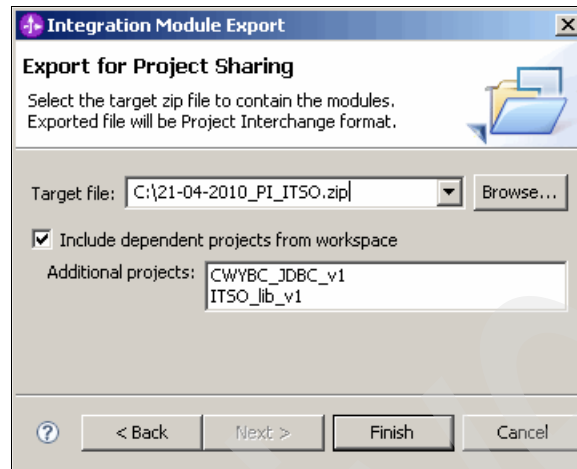 Integration Module Export
Export for Project Sharing
Select the target zip file to contain the modules.
Exported file will be Project Interchange format.
Target file: C:\21-04-2010_PI_ITSO.zip Browse...
Include dependent projects from workspace
Additional projects: CWYBC_JDBC_v1
ITSO_lib_v1
< Back Next > Finish Cancel